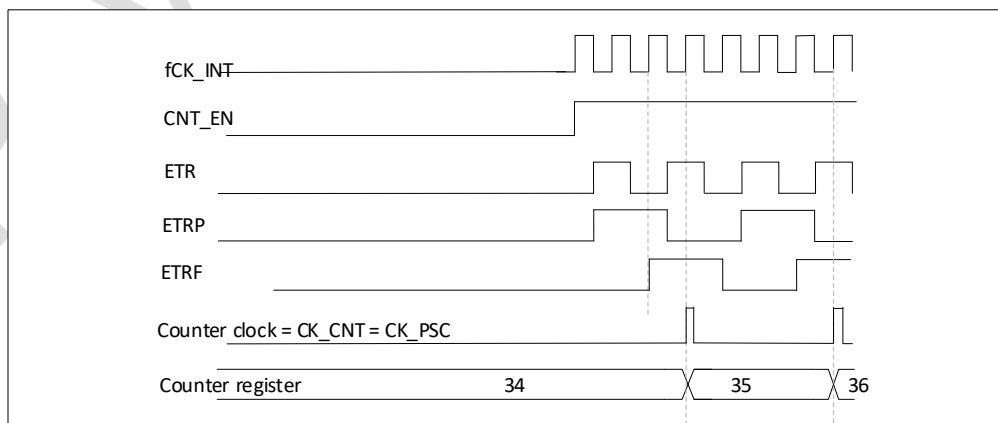 fCK_INT
CNT_EN
ETR
ETRP
ETRF
Counter clock = CK_CNT = CK_PSC
Counter register 34 35 36